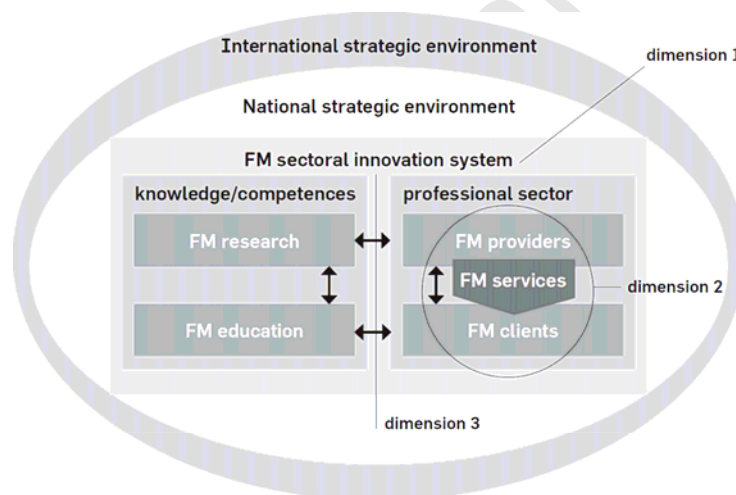 International strategic environment
dimension 1
National strategic environment
FM sectoral innovation system
knowledge/competences
professional sector
FM research
FM providers
FM services
dimension 2
FM education
FM clients
dimension 3